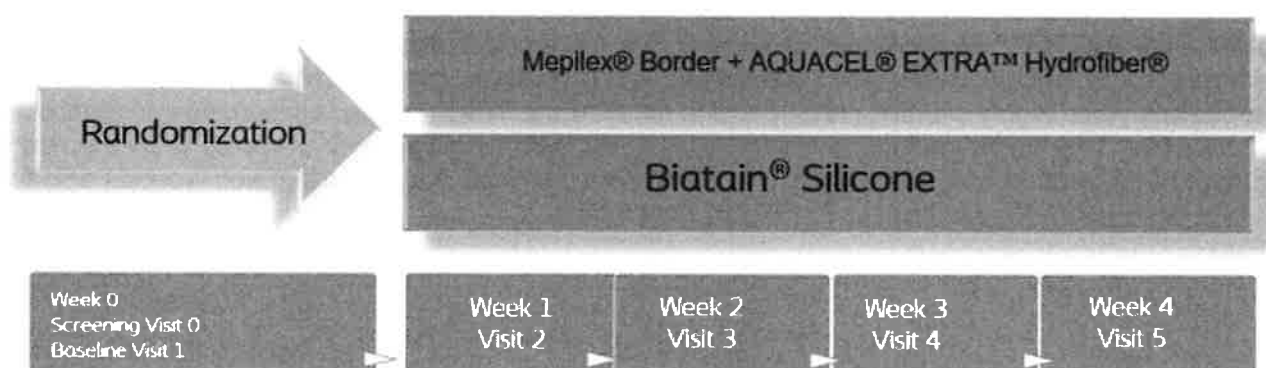 Mepilex® Border + AQUACEL® EXTRA™ Hydrofiber®
Randomization
Biatain® Silicone
Week 0
Screening Visit 0
Baseline Visit 1
Week 1
Visit 2
Week 2
Visit 3
Week 3
Visit 4
Week 4
Visit 5